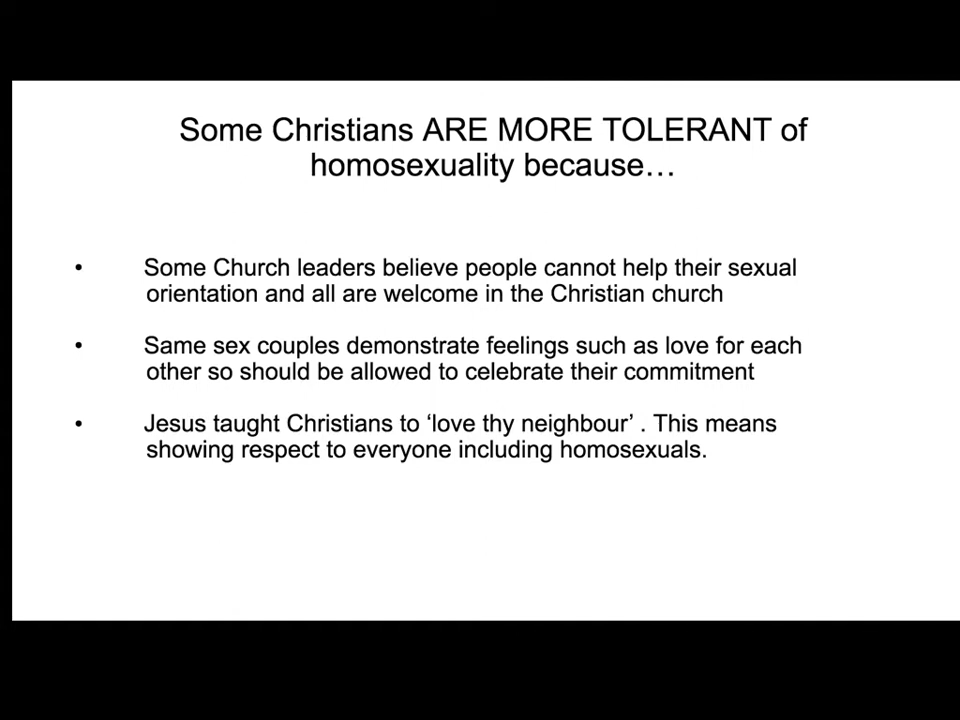 Some Christians ARE MORE TOLERANT of
homosexuality because…
• Some Church leaders believe people cannot help their sexual
orientation and all are welcome in the Christian church
• Same sex couples demonstrate feelings such as love for each
other so should be allowed to celebrate their commitment
• Jesus taught Christians to ‘love thy neighbour’ . This means
showing respect to everyone including homosexuals.